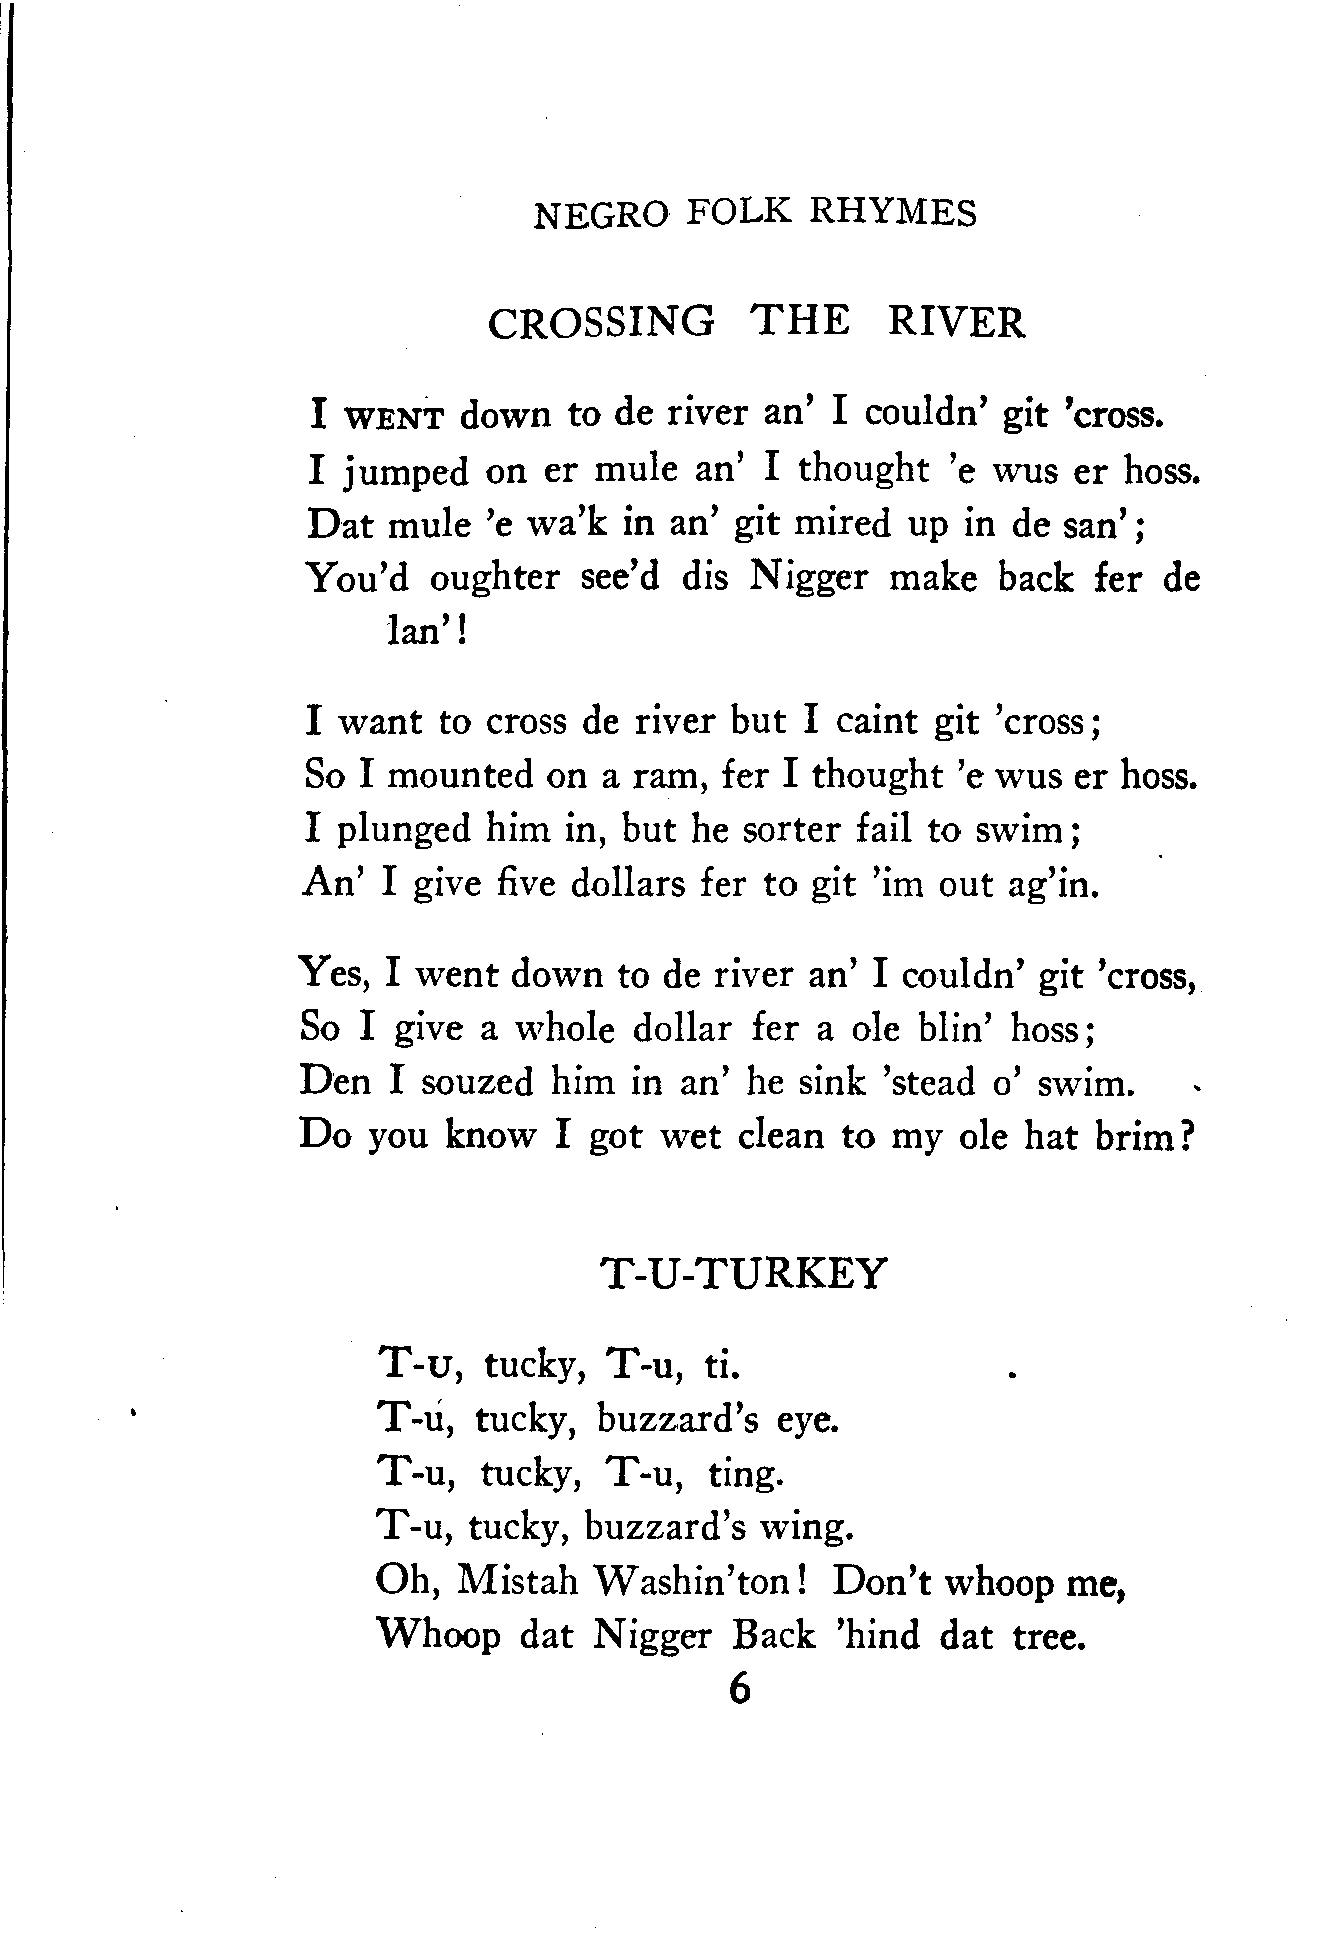 NEGRO FOLK RHYMES
CROSSING THE RIVER
I WENT down to de river an' I couldn' git 'cross.
I jumped on er mule an' I thought 'e wus er hoss.
Dat mule 'e wa'k in an' git mired up in de san';
You'd oughter see'd dis Nigger make back fer de
lan'!
I want to cross de river but I caint git 'cross;
So I mounted on a ram, fer I thought 'e wus er hoss.
I plunged him in, but he sorter fail to swim;
An' I give five dollars fer to git 'im out ag'in.
Yes, I went down to de river an' I couldn' git 'cross,
So I give a whole dollar fer a ole blin' hoss;
Den I souzed him in an' he sink 'stead o' swim.
Do you know I got wet clean to my ole hat brim?
T-U-TURKEY
T-U, tucky, T-u, ti.
T-u, tucky, buzzard's eye.
T-u, tucky, T-u, ting.
T-u, tucky, buzzard's wing.
Oh, Mistah Washin'ton! Don't whoop me,
Whoop dat Nigger Back 'hind dat tree.
6